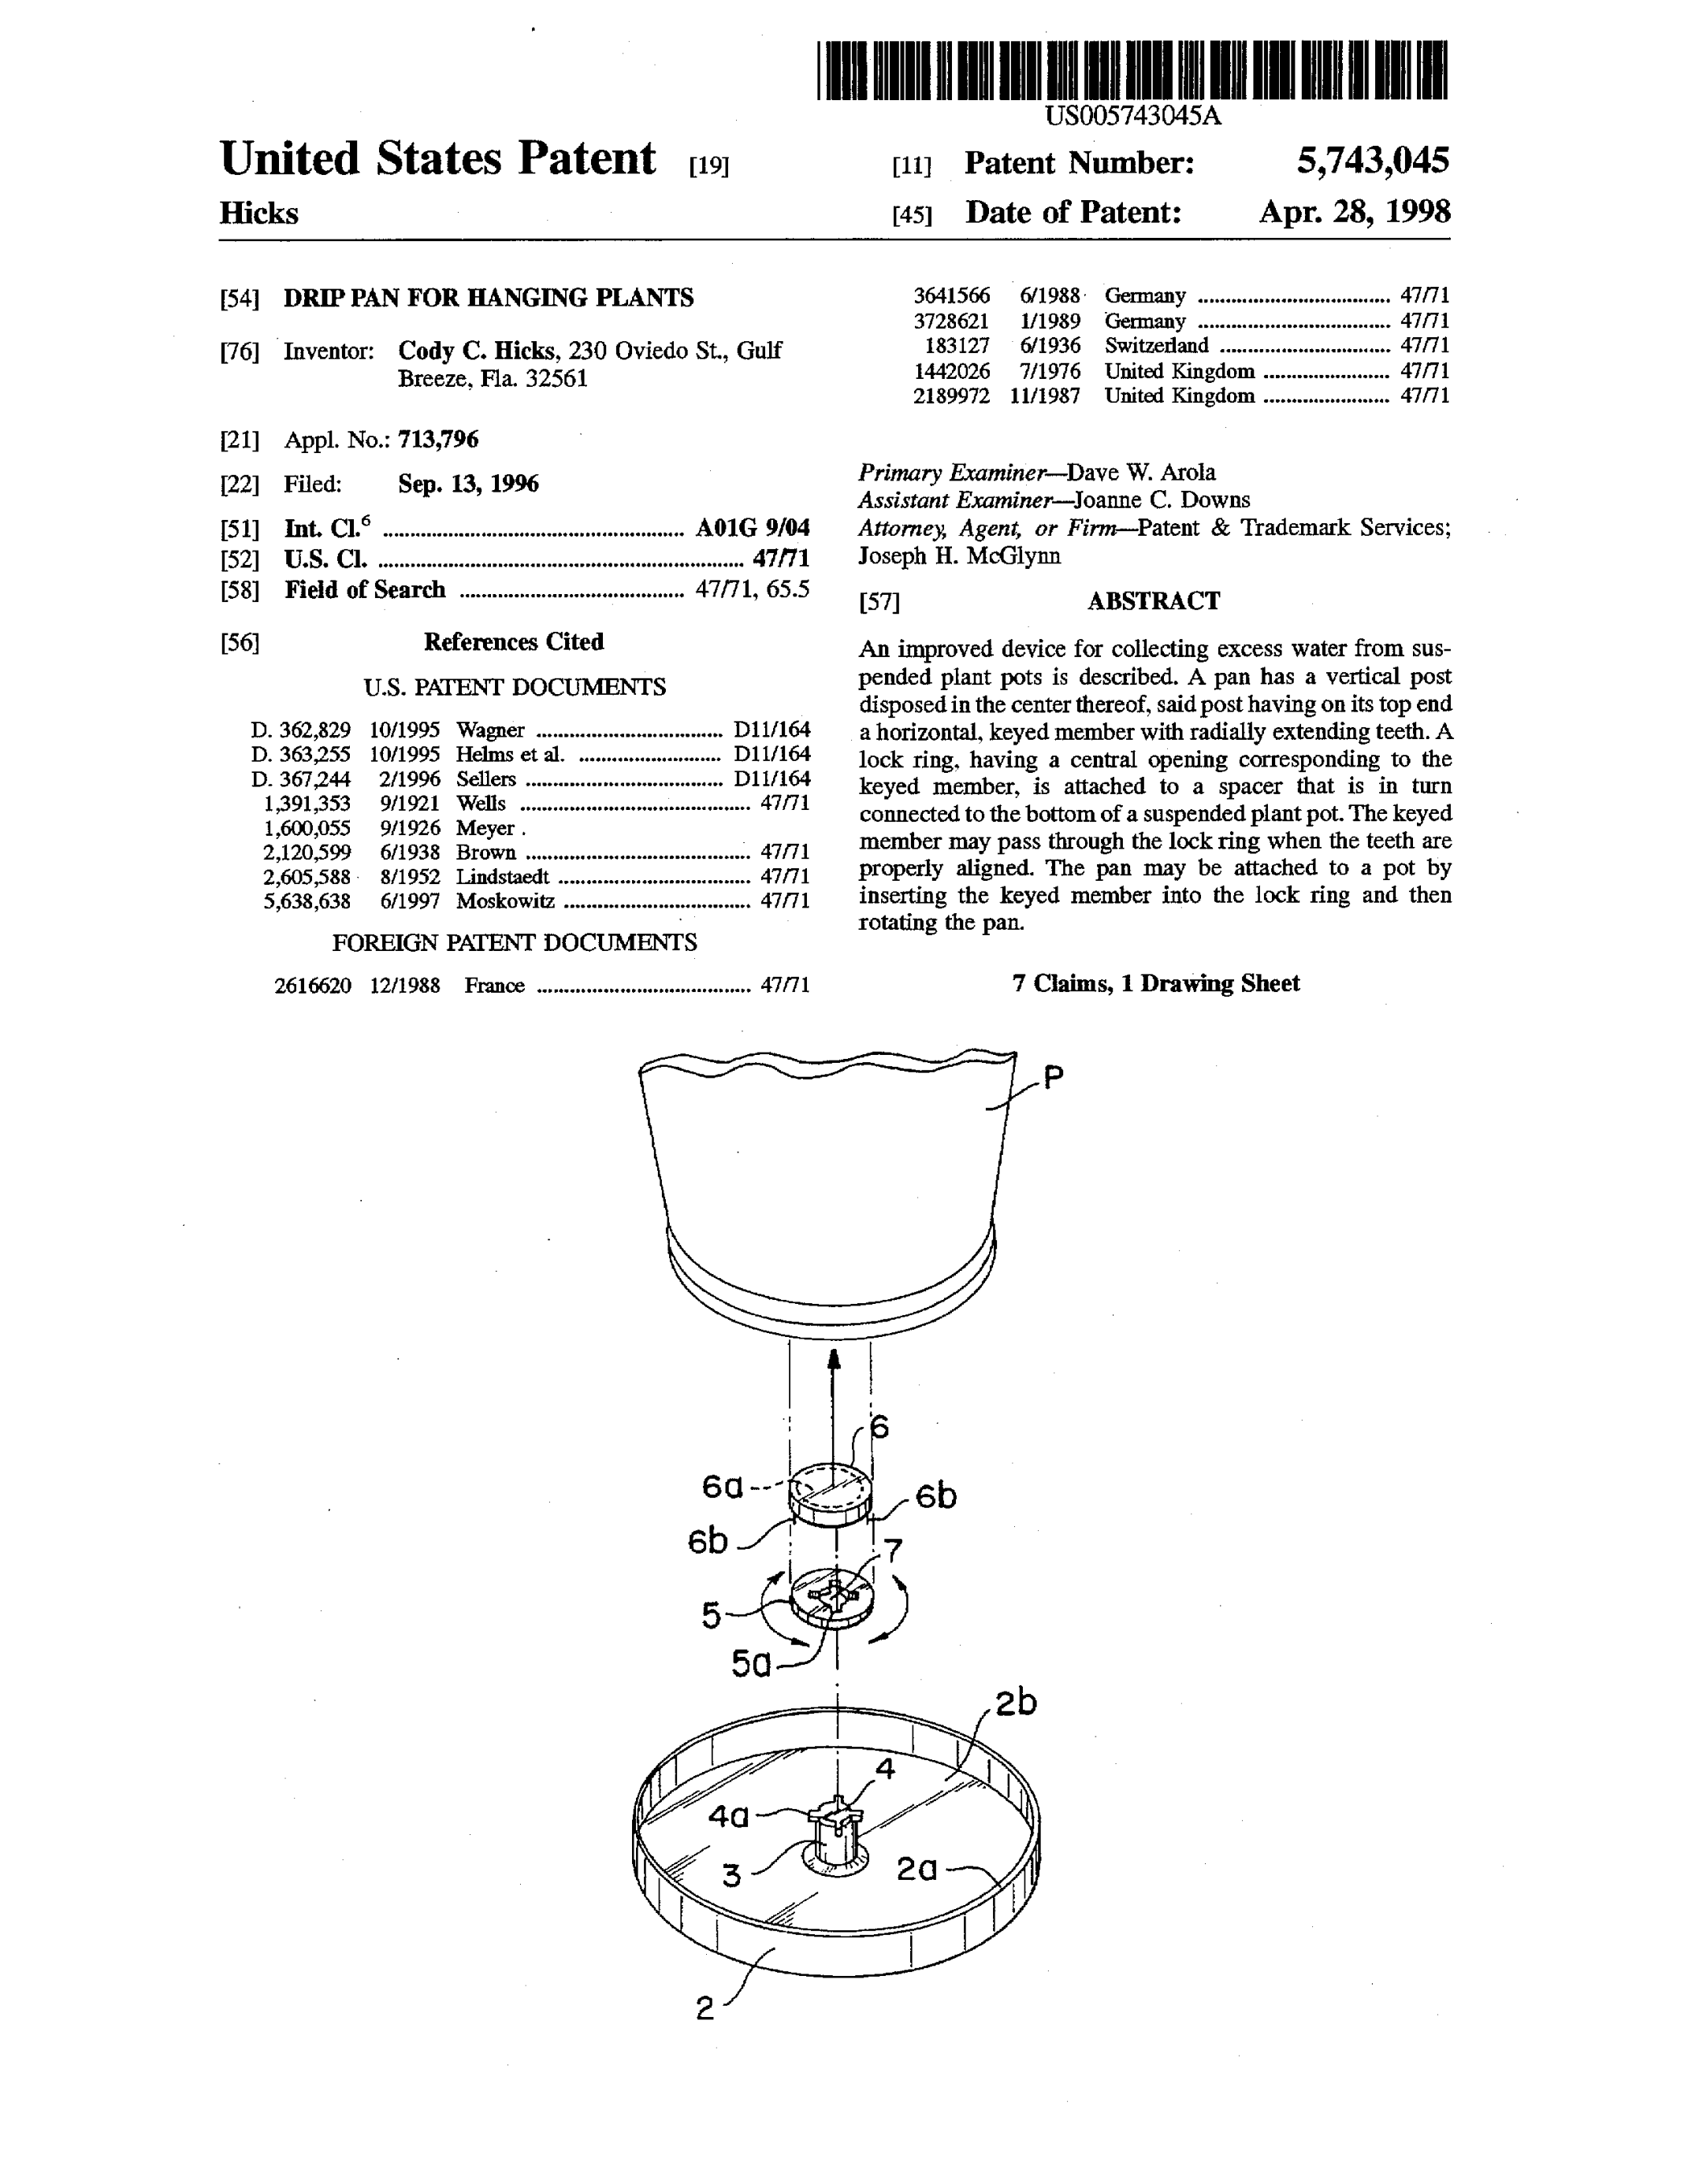 US005743045A
United States Patent [19]
Hicks
[11] Patent Number: 5,743,045
[45] Date of Patent: Apr. 28, 1998
[54] DRIP PAN FOR HANGING PLANTS
[76] Inventor: Cody C. Hicks, 230 Oviedo St., Gulf
Breeze, Fla. 32561
[21] Appl. No.: 713,796
[22] Filed: Sep. 13, 1996
[51] Int. Cl.6 ........ A01G 9/04
[52] U.S. Cl. ........ 47/71
[58] Field of Search ........ 47/71, 65.5
[56] References Cited
U.S. PATENT DOCUMENTS
D. 362,829 10/1995 Wagner ........ D11/164
D. 363,255 10/1995 Helms et al. ........ D11/164
D. 367,244 2/1996 Sellers ........ D11/164
1,391,353 9/1921 Wells ........ 47/71
1,600,055 9/1926 Meyer .
2,120,599 6/1938 Brown ........ 47/71
2,605,588 8/1952 Lindstaedt ........ 47/71
5,638,638 6/1997 Moskowitz ........ 47/71
FOREIGN PATENT DOCUMENTS
2616620 12/1988 France ........ 47/71
3641566 6/1988 Germany ........ 47/71
3728621 1/1989 Germany ........ 47/71
183127 6/1936 Switzerland ........ 47/71
1442026 7/1976 United Kingdom ........ 47/71
2189972 11/1987 United Kingdom ........ 47/71
Primary Examiner—Dave W. Arola
Assistant Examiner—Joanne C. Downs
Attorney, Agent, or Firm—Patent & Trademark Services;
Joseph H. McGlynn
[57] ABSTRACT
An improved device for collecting excess water from sus-
pended plant pots is described. A pan has a vertical post
disposed in the center thereof, said post having on its top end
a horizontal, keyed member with radially extending teeth. A
lock ring, having a central opening corresponding to the
keyed member, is attached to a spacer that is in turn
connected to the bottom of a suspended plant pot. The keyed
member may pass through the lock ring when the teeth are
properly aligned. The pan may be attached to a pot by
inserting the keyed member into the lock ring and then
rotating the pan.
7 Claims, 1 Drawing Sheet
P
6
6a
6b
6b
7
5
5a
2b
4
4a
3
2a
2